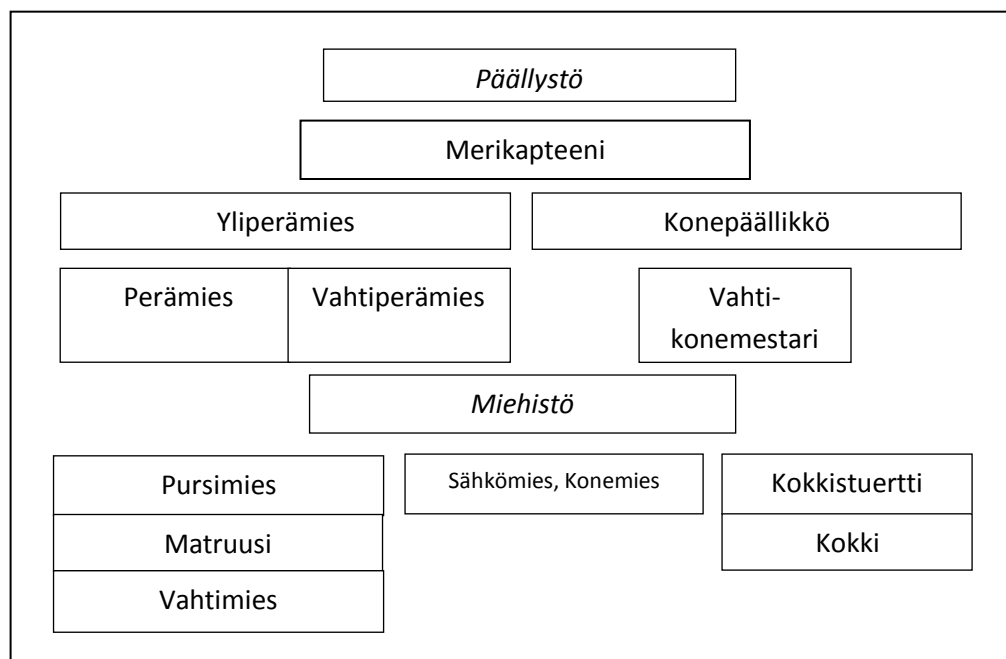 Päällystö
Merikapteeni
Yliperämies
Konepäällikkö
Perämies
Vahtiperämies
Vahti-
konemestari
Miehistö
Pursimies
Sähkömies, Konemies
Kokkistuertti
Matruusi
Kokki
Vahtimies